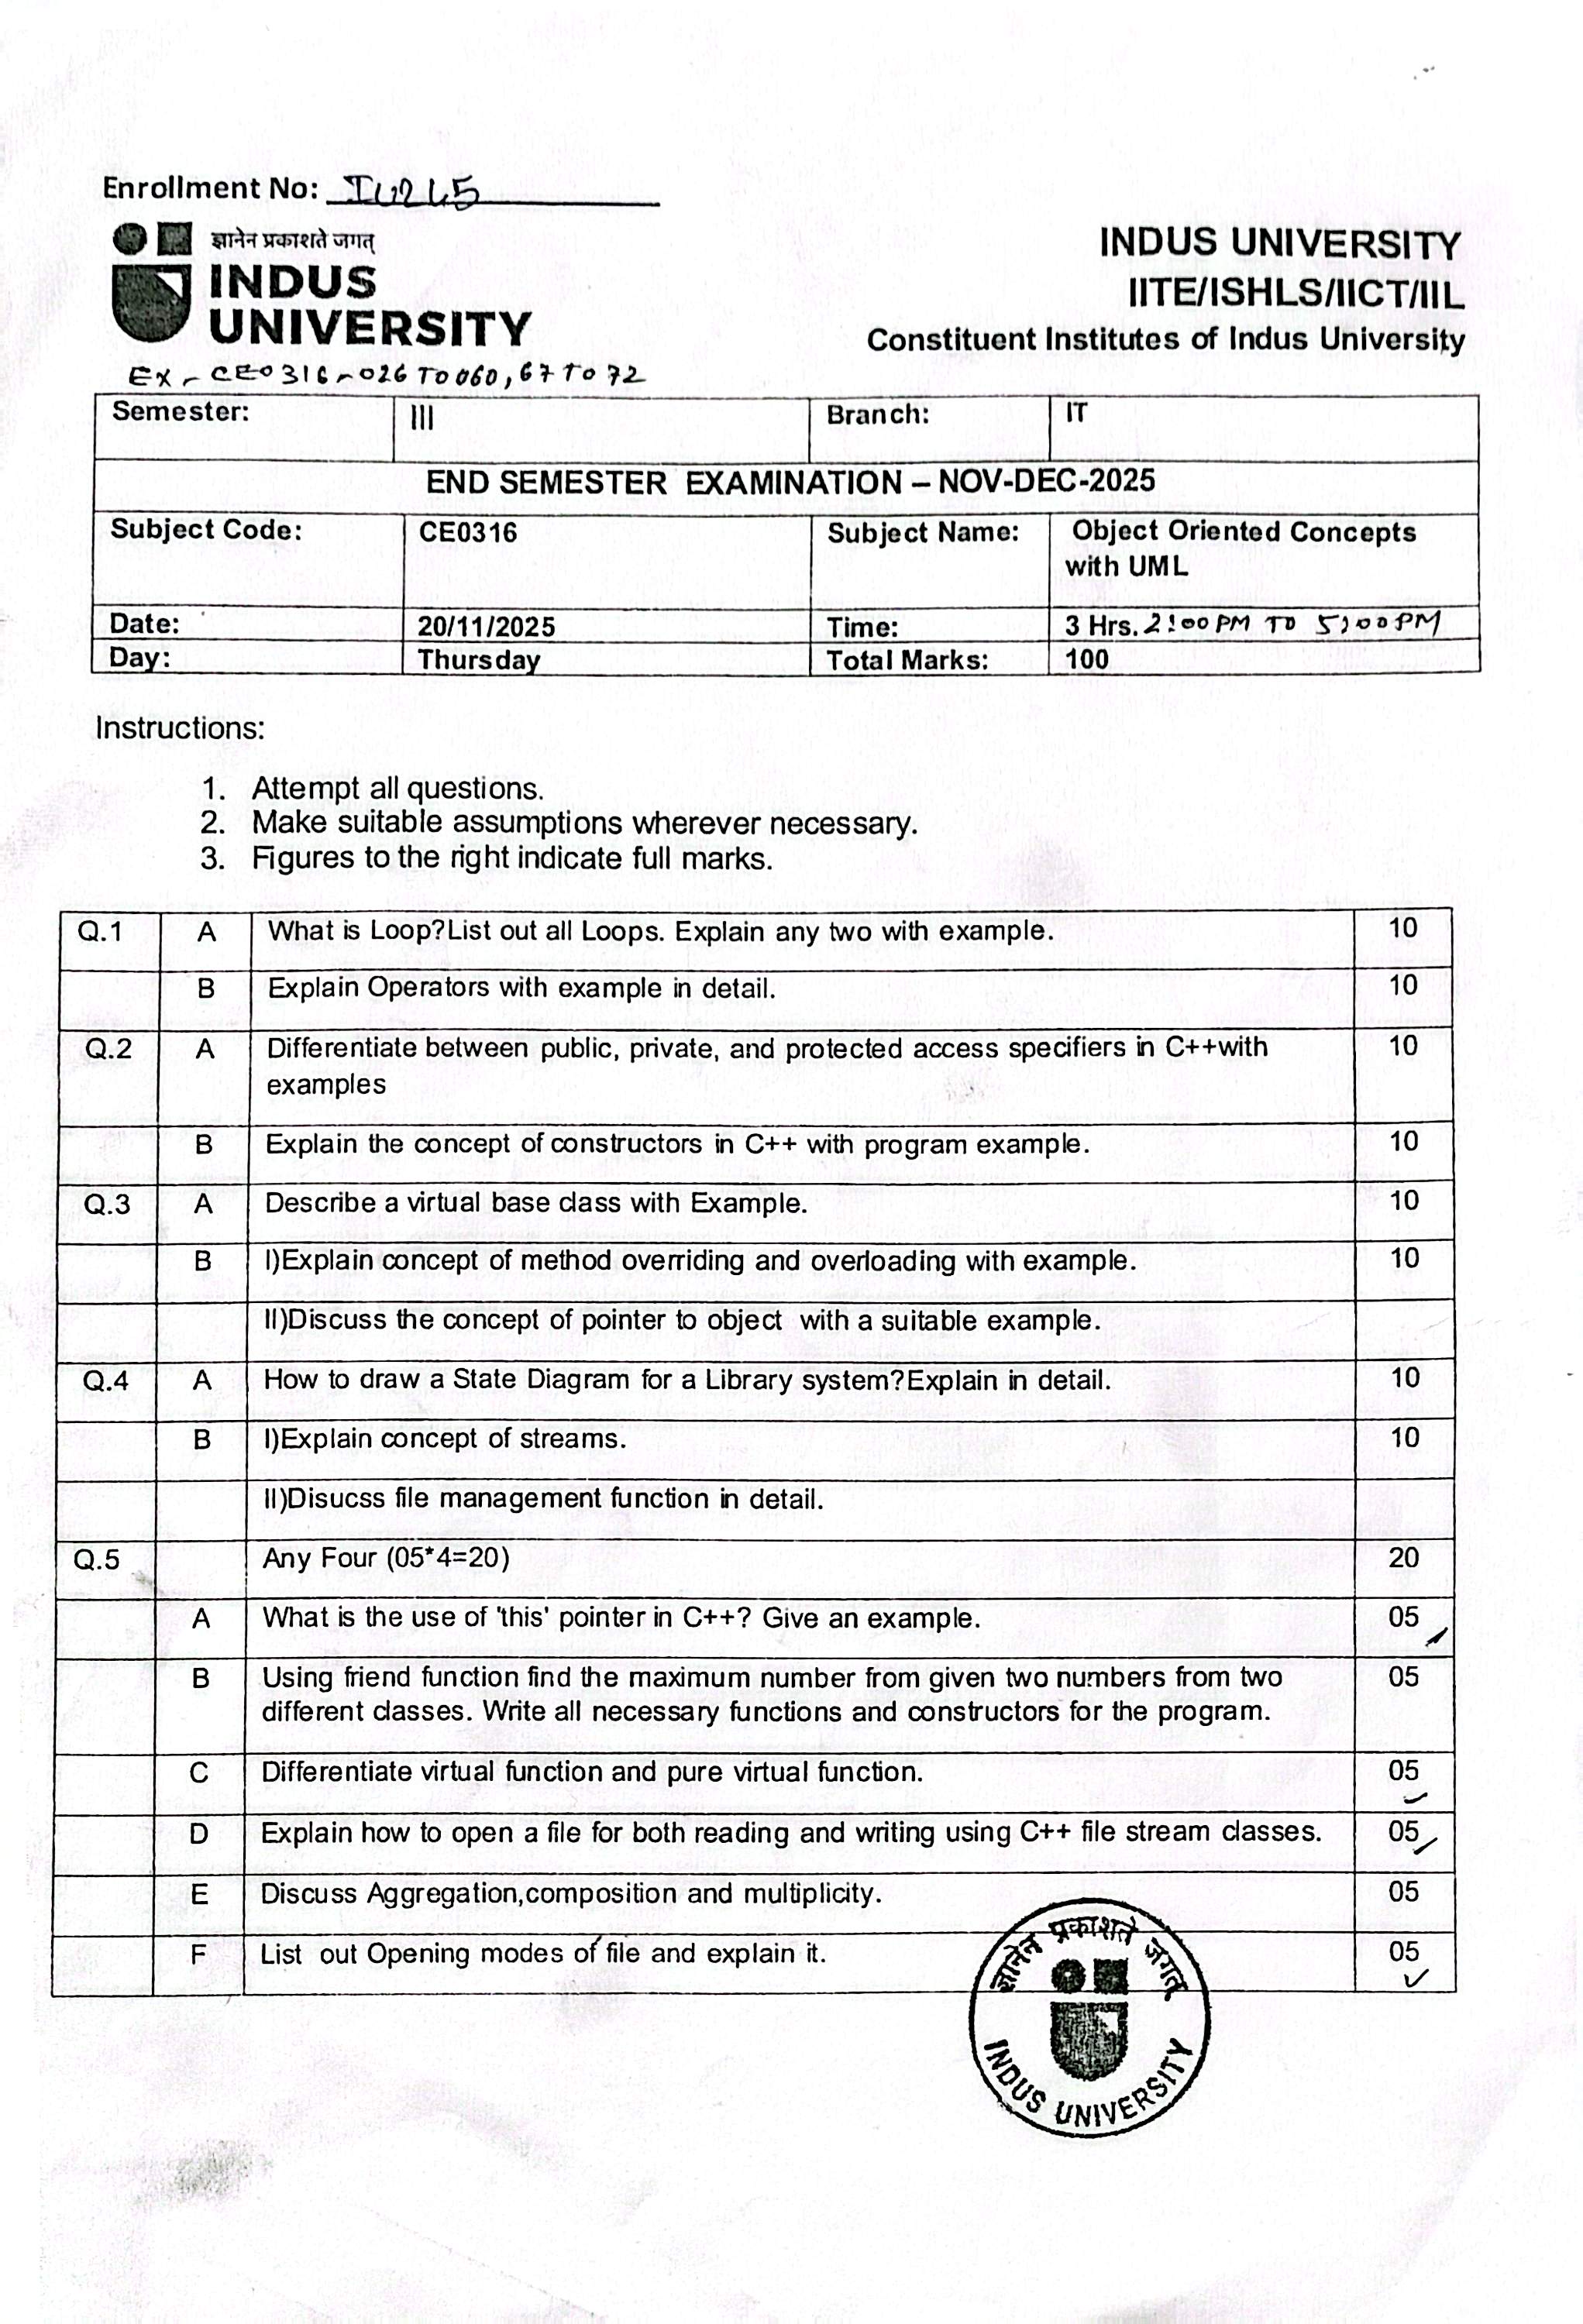 Enrollment No: IU245
ज्ञानेन प्रकाशते जगत्
INDUS
UNIVERSITY
INDUS UNIVERSITY
IITE/ISHLS/IICT/IIL
Constituent Institutes of Indus University
EX - CE0316-026 TO 060, 67 TO 72
Semester: III Branch: IT
END SEMESTER EXAMINATION – NOV-DEC-2025
Subject Code: CE0316 Subject Name: Object Oriented Concepts
with UML
Date: 20/11/2025 Time: 3 Hrs. 2:00 PM TO 5:00 PM
Day: Thursday Total Marks: 100
Instructions:
1. Attempt all questions.
2. Make suitable assumptions wherever necessary.
3. Figures to the right indicate full marks.
Q.1 A What is Loop?List out all Loops. Explain any two with example. 10
B Explain Operators with example in detail. 10
Q.2 A Differentiate between public, private, and protected access specifiers in C++with 10
examples
B Explain the concept of constructors in C++ with program example. 10
Q.3 A Describe a virtual base class with Example. 10
B I)Explain concept of method overriding and overloading with example. 10
II)Discuss the concept of pointer to object with a suitable example.
Q.4 A How to draw a State Diagram for a Library system?Explain in detail. 10
B I)Explain concept of streams. 10
II)Disucss file management function in detail.
Q.5 Any Four (05*4=20) 20
A What is the use of 'this' pointer in C++? Give an example. 05
B Using friend function find the maximum number from given two numbers from two 05
different classes. Write all necessary functions and constructors for the program.
C Differentiate virtual function and pure virtual function. 05
D Explain how to open a file for both reading and writing using C++ file stream classes. 05
E Discuss Aggregation,composition and multiplicity. 05
F List out Opening modes of file and explain it. 05
ज्ञानेन प्रकाशते जगत्
INDUS UNIVERSITY